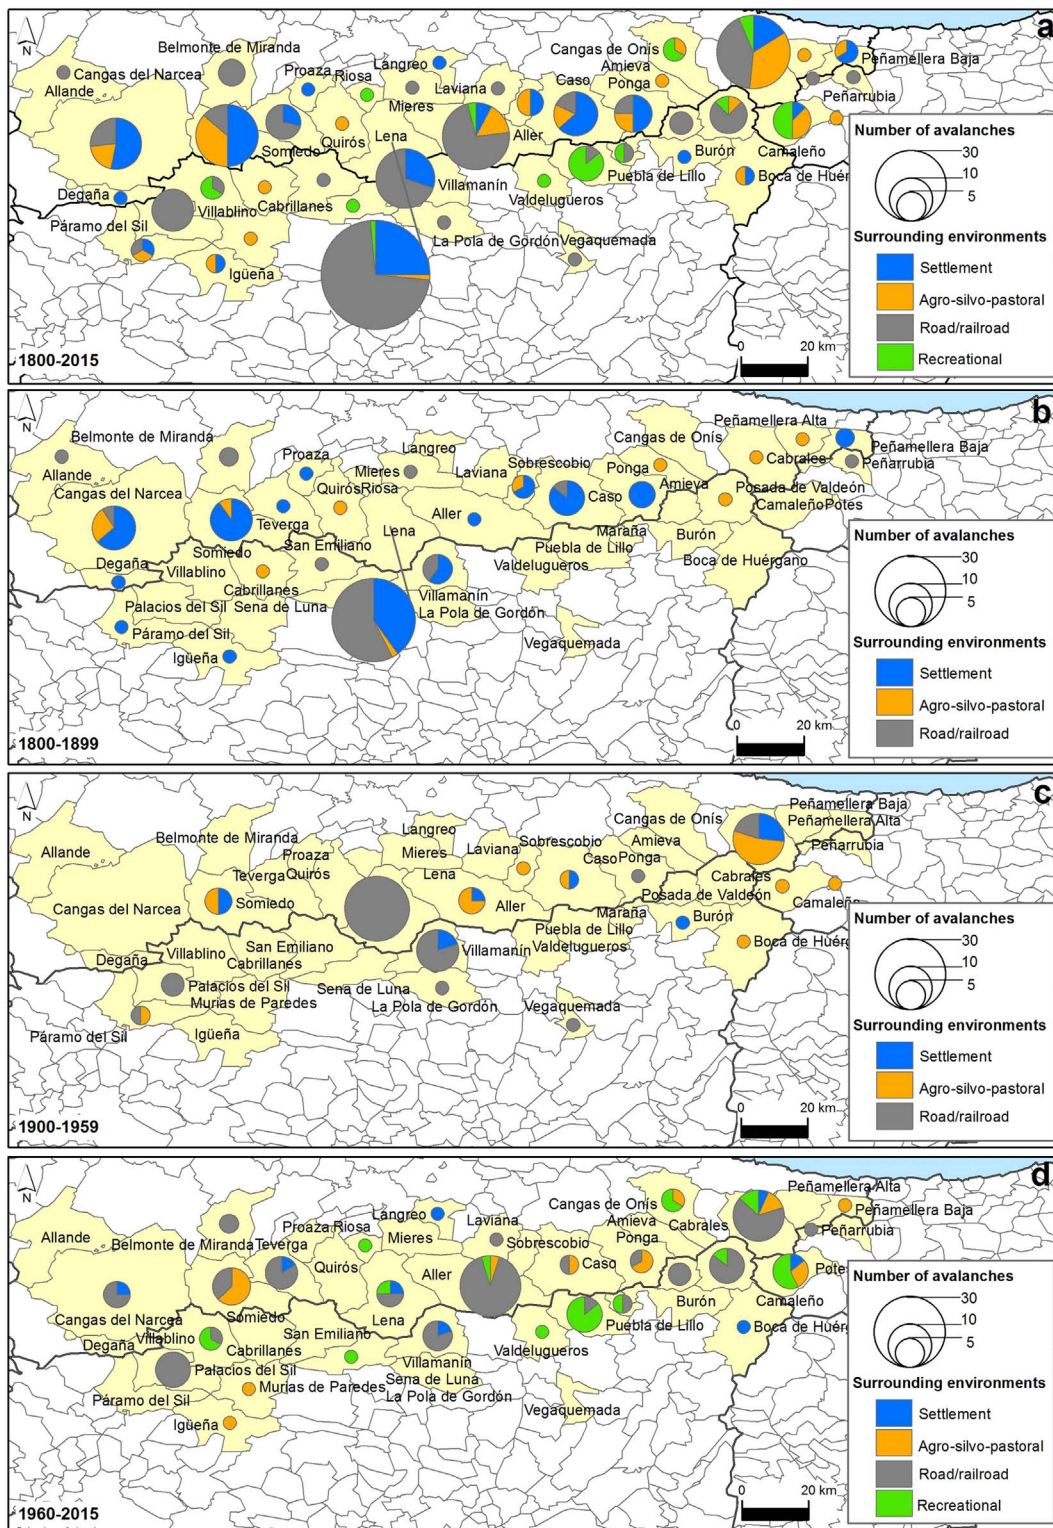 a
N
Belmonte de Miranda
Cangas del Narcea
Allande
Proaza
Riosa
Langreo
Laviana
Mieres
Cangas de Onís
Amieva
Ponga
Caso
Peñamellera Baja
Peñarrubia
Somiedo
Quirós
Lena
Aller
Villamanín
Burón
Camaleño
Puebla de Lillo
Boca de Huér
Degaña
Villablino
Cabrillanes
Valdelugueros
Páramo del Sil
La Pola de Gordón
Vegaquemada
Igüeña
Number of avalanches
30
10
5
Surrounding environments
Settlement
Agro-silvo-pastoral
Road/railroad
Recreational
0
20 km
1800-2015
b
N
Belmonte de Miranda
Allande
Cangas del Narcea
Proaza
Langreo
Mieres
Quirós
Riosa
Laviana
Sobrescobio
Cangas de Onís
Ponga
Amieva
Caso
Peñamellera Alta
Peñamellera Baja
Cabrales
Peñarrubia
Posada de Valdeón
Camaleño
Potes
Teverga
Lena
Aller
Somiedo
San Emiliano
Maraña
Burón
Puebla de Lillo
Valdelugueros
Boca de Huérgano
Degaña
Villablino
Cabrillanes
Villamanín
La Pola de Gordón
Palacios del Sil
Sena de Luna
Páramo del Sil
Igüeña
Vegaquemada
Number of avalanches
30
10
5
Surrounding environments
Settlement
Agro-silvo-pastoral
Road/railroad
0
20 km
1800-1899
c
N
Allande
Belmonte de Miranda
Proaza
Quirós
Teverga
Langreo
Mieres
Laviana
Sobrescobio
Cangas de Onís
Amieva
Ponga
Caso
Peñamellera Baja
Peñamellera Alta
Peñarrubia
Lena
Aller
Cabrales
Posada de Valdeón
Camaleño
Cangas del Narcea
Somiedo
Maraña
Burón
Puebla de Lillo
Valdelugueros
Boca de Huérg
Degaña
Villablino
San Emiliano
Cabrillanes
Villamanín
Palacios del Sil
Murias de Paredes
Sena de Luna
La Pola de Gordón
Vegaquemada
Páramo del Sil
Igüeña
Number of avalanches
30
10
5
Surrounding environments
Settlement
Agro-silvo-pastoral
Road/railroad
0
20 km
1900-1959
d
N
Allande
Belmonte de Miranda
Teverga
Proaza
Riosa
Langreo
Mieres
Quirós
Laviana
Sobrescobio
Cangas de Onís
Amieva
Ponga
Cabrales
Peñamellera Alta
Peñamellera Baja
Peñarrubia
Aller
Caso
Potes
Camaleño
Burón
Cangas del Narcea
Somiedo
Lena
Degaña
Villablino
Cabrillanes
San Emiliano
Puebla de Lillo
Valdelugueros
Boca de Huérg
Palacios del Sil
Murias de Paredes
Villamanín
Sena de Luna
La Pola de Gordón
Páramo del Sil
Igüeña
Vegaquemada
Number of avalanches
30
10
5
Surrounding environments
Settlement
Agro-silvo-pastoral
Road/railroad
Recreational
0
20 km
1960-2015